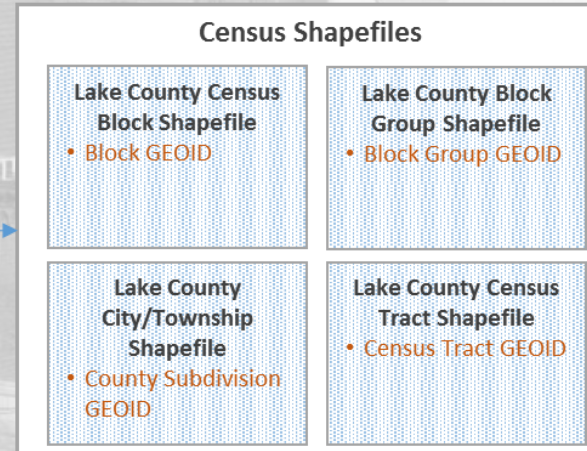 Census Shapefiles
Lake County Census
Block Shapefile
• Block GEOID
Lake County Block
Group Shapefile
• Block Group GEOID
Lake County
City/Township
Shapefile
• County Subdivision
GEOID
Lake County Census
Tract Shapefile
• Census Tract GEOID